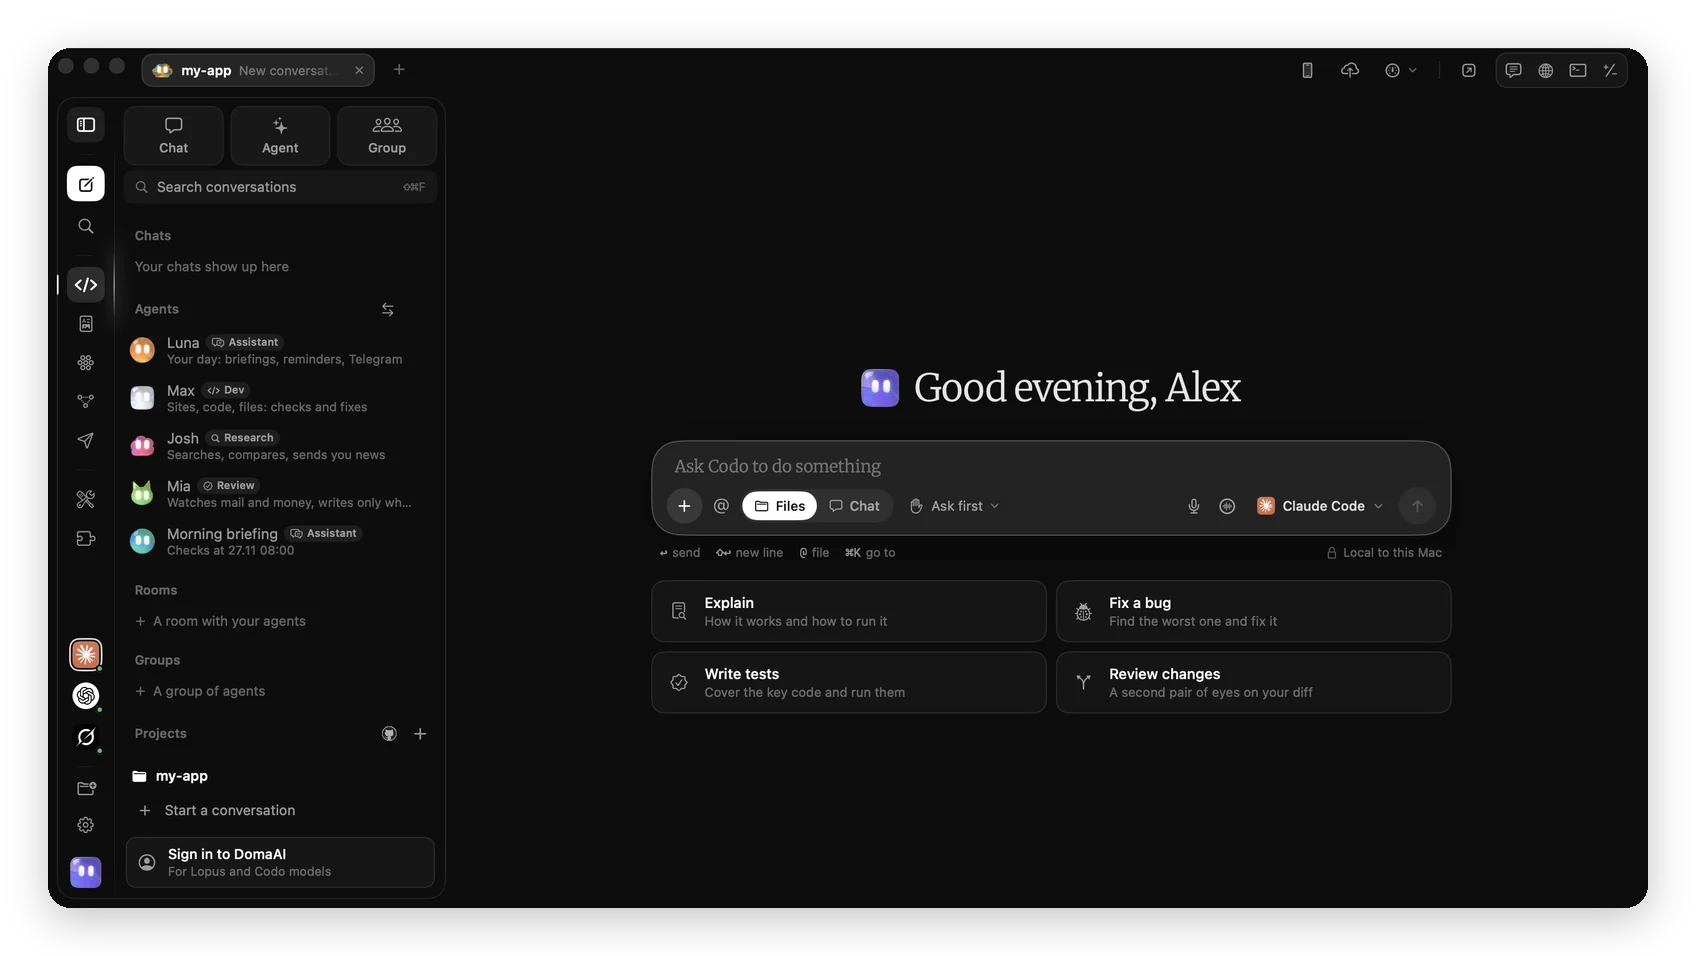 my-app New conversat...
Chat
Agent
Group
Search conversations ⇧⌘F
Chats
Your chats show up here
Agents
Luna Assistant
Your day: briefings, reminders, Telegram
Max Dev
Sites, code, files: checks and fixes
Josh Research
Searches, compares, sends you news
Mia Review
Watches mail and money, writes only wh...
Morning briefing Assistant
Checks at 27.11 08:00
Rooms
+ A room with your agents
Groups
+ A group of agents
Projects
my-app
+ Start a conversation
Sign in to DomaAI
For Lopus and Codo models
Good evening, Alex
Ask Codo to do something
+ @ Files Chat Ask first Claude Code
↩ send ⇧↩ new line @ file ⌘K go to Local to this Mac
Explain
How it works and how to run it
Fix a bug
Find the worst one and fix it
Write tests
Cover the key code and run them
Review changes
A second pair of eyes on your diff